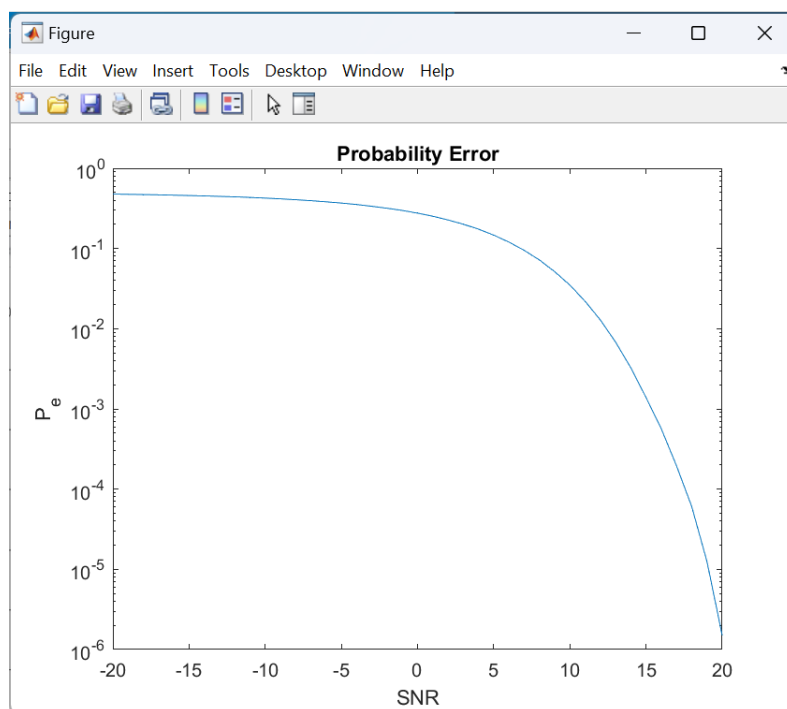 Figure
File Edit View Insert Tools Desktop Window Help
Probability Error
10^0
10^-1
10^-2
10^-3
10^-4
10^-5
10^-6
P_e
-20 -15 -10 -5 0 5 10 15 20
SNR